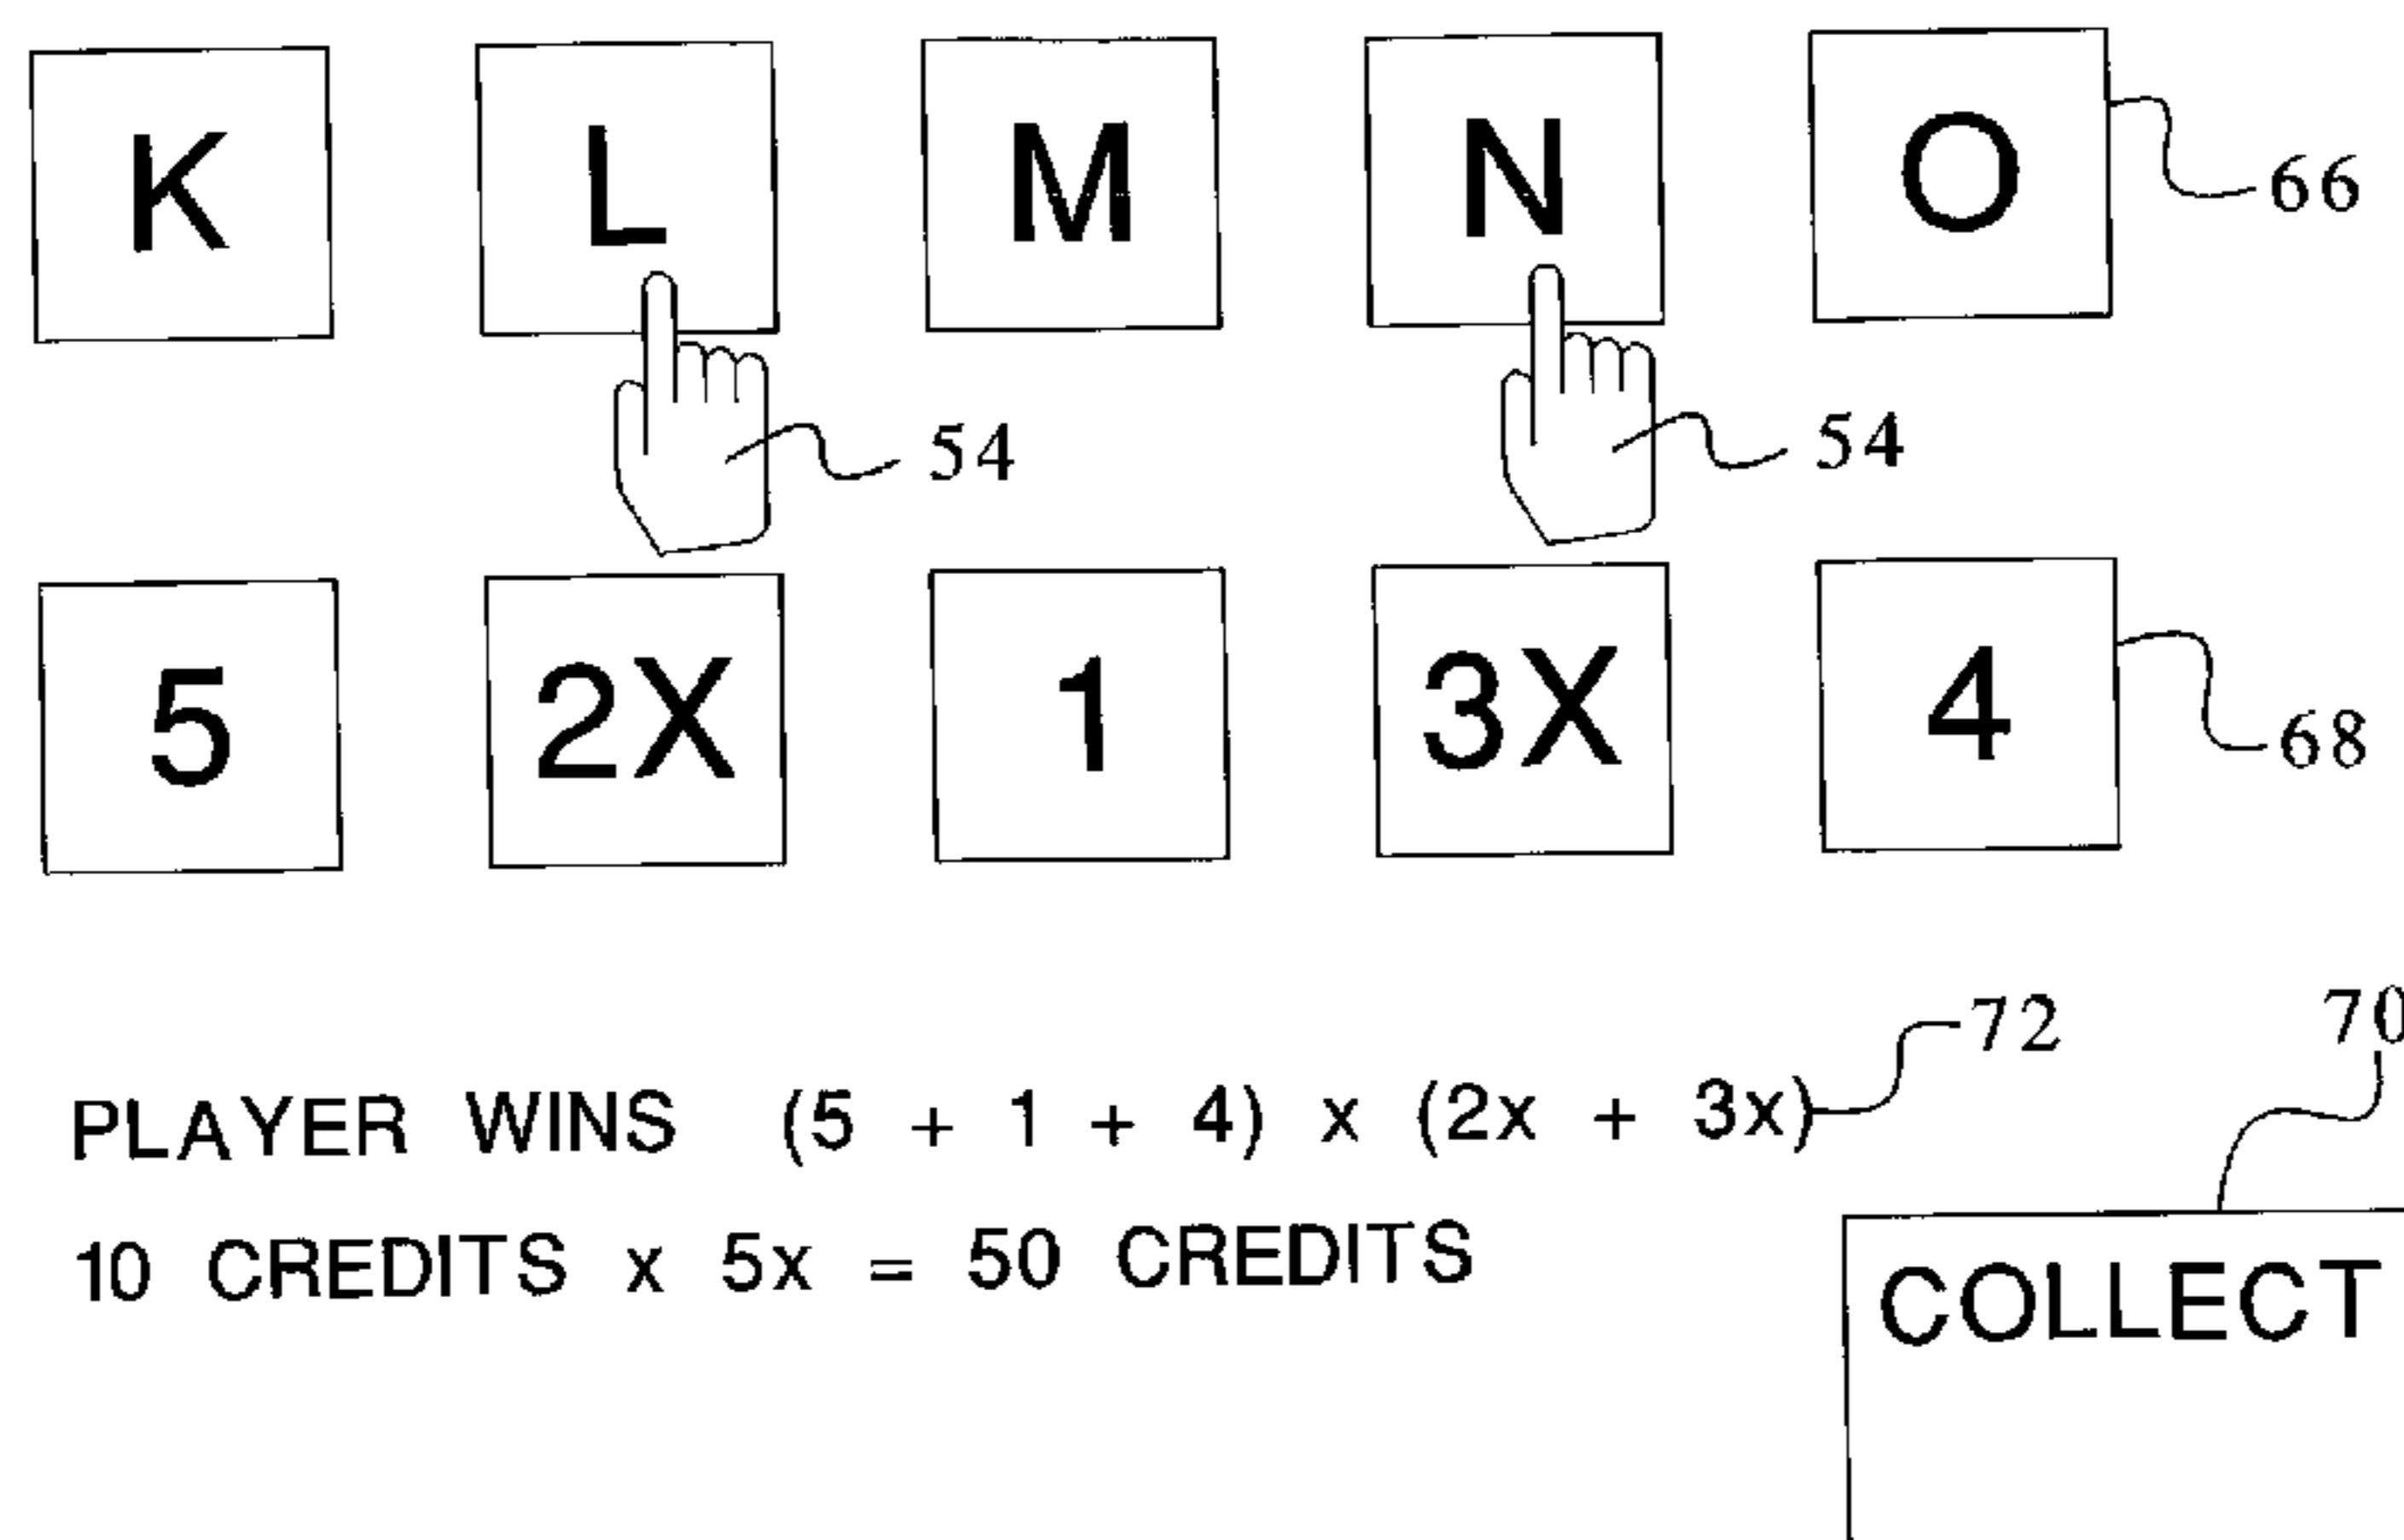 K L M N O 66
54 54
5 2X 1 3X 4 68
72 70
PLAYER WINS (5 + 1 + 4) x (2x + 3x)
10 CREDITS x 5x = 50 CREDITS
COLLECT